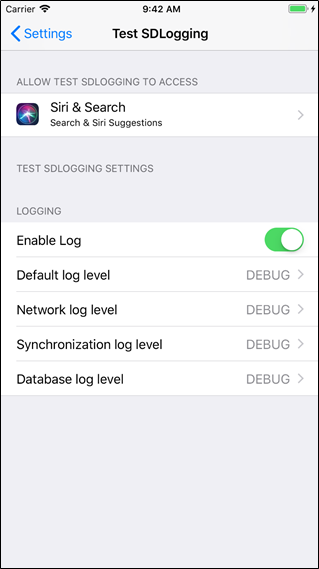 Carrier 9:42 AM
Settings Test SDLogging
ALLOW TEST SDLOGGING TO ACCESS
Siri & Search
Search & Siri Suggestions
TEST SDLOGGING SETTINGS
LOGGING
Enable Log
Default log level DEBUG
Network log level DEBUG
Synchronization log level DEBUG
Database log level DEBUG